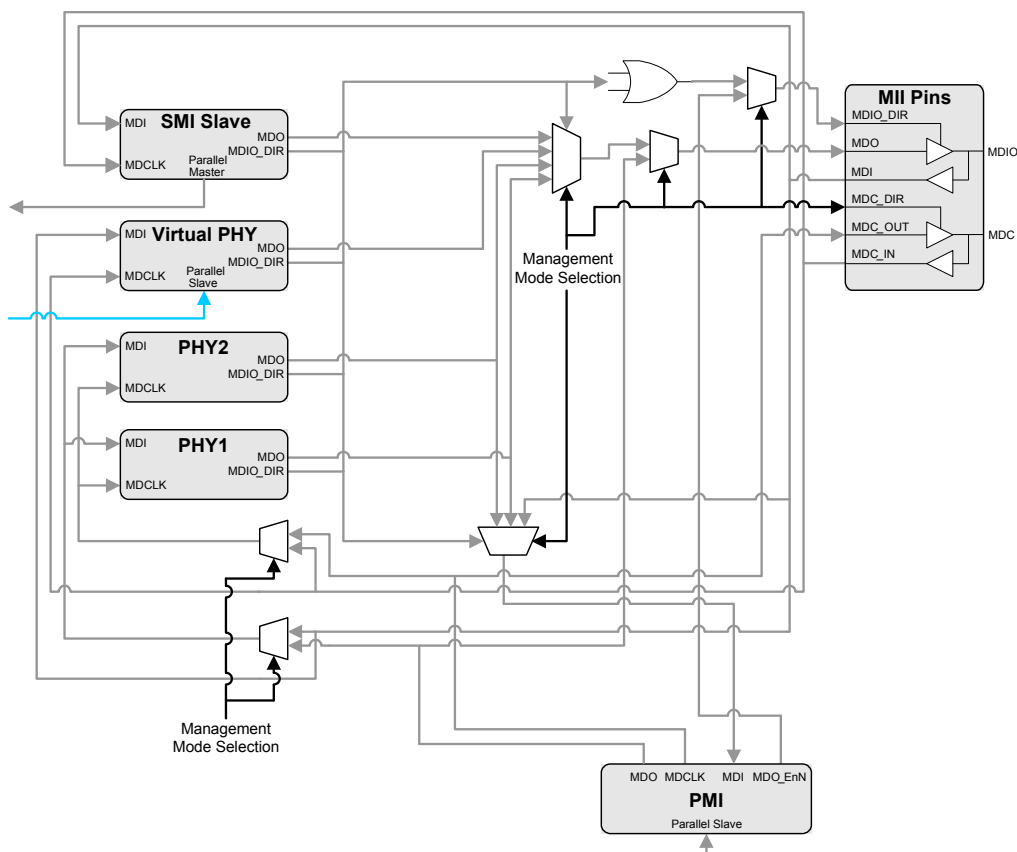 SMI Slave
MDI
MDCLK
MDO
MDIO_DIR
Parallel
Master
Virtual PHY
MDI
MDCLK
MDO
MDIO_DIR
Parallel
Slave
PHY2
MDI
MDCLK
MDO
MDIO_DIR
PHY1
MDI
MDCLK
MDO
MDIO_DIR
Management
Mode Selection
MII Pins
MDIO_DIR
MDO
MDI
MDC_DIR
MDC_OUT
MDC_IN
MDIO
MDC
Management
Mode Selection
MDO
MDCLK
MDI
MDO_EnN
PMI
Parallel Slave